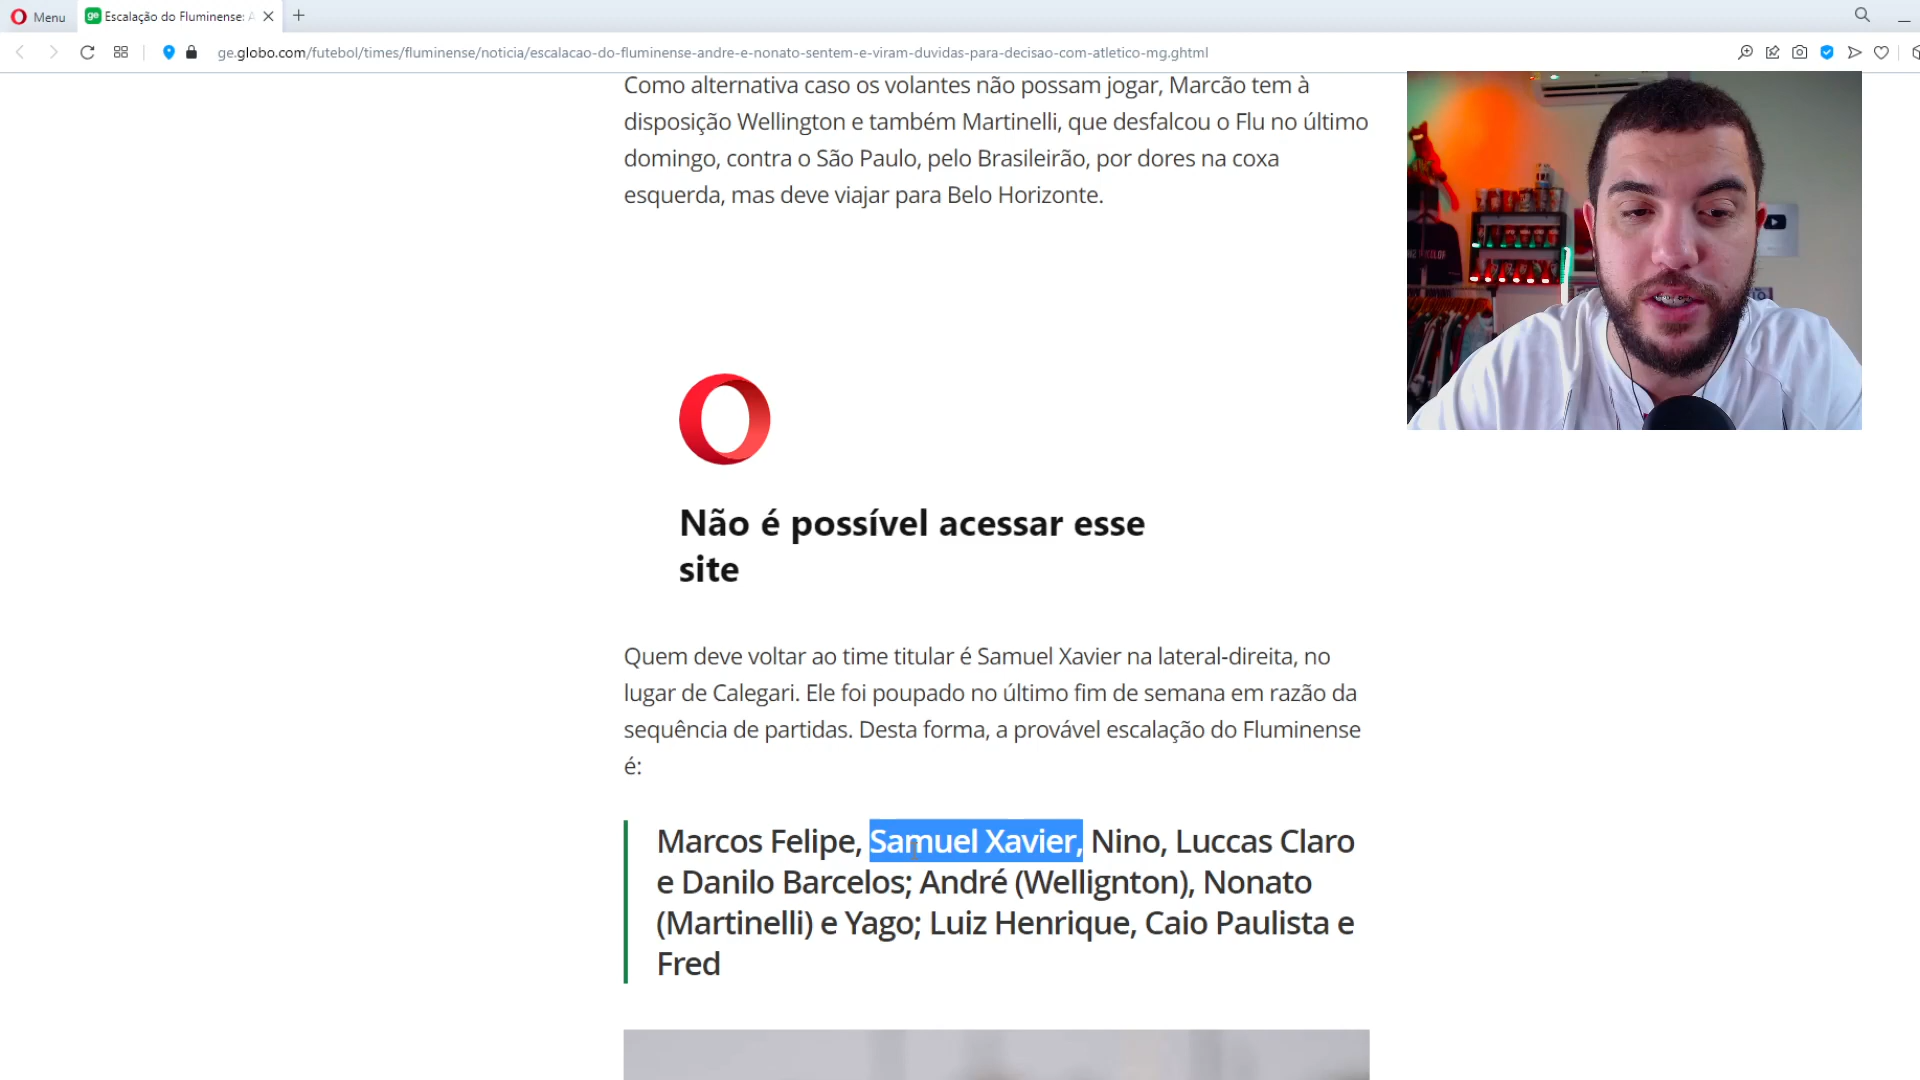 Menu
ge
Escalação do Fluminense:
ge.globo.com/futebol/times/fluminense/noticia/escalacao-do-fluminense-andre-e-nonato-sentem-e-viram-duvidas-para-decisao-com-atletico-mg.ghtml
Como alternativa caso os volantes não possam jogar, Marcão tem à
disposição Wellington e também Martinelli, que desfalcou o Flu no último
domingo, contra o São Paulo, pelo Brasileirão, por dores na coxa
esquerda, mas deve viajar para Belo Horizonte.
Não é possível acessar esse
site
Quem deve voltar ao time titular é Samuel Xavier na lateral-direita, no
lugar de Calegari. Ele foi poupado no último fim de semana em razão da
sequência de partidas. Desta forma, a provável escalação do Fluminense
é:
Marcos Felipe, Samuel Xavier, Nino, Luccas Claro
e Danilo Barcelos; André (Wellignton), Nonato
(Martinelli) e Yago; Luiz Henrique, Caio Paulista e
Fred